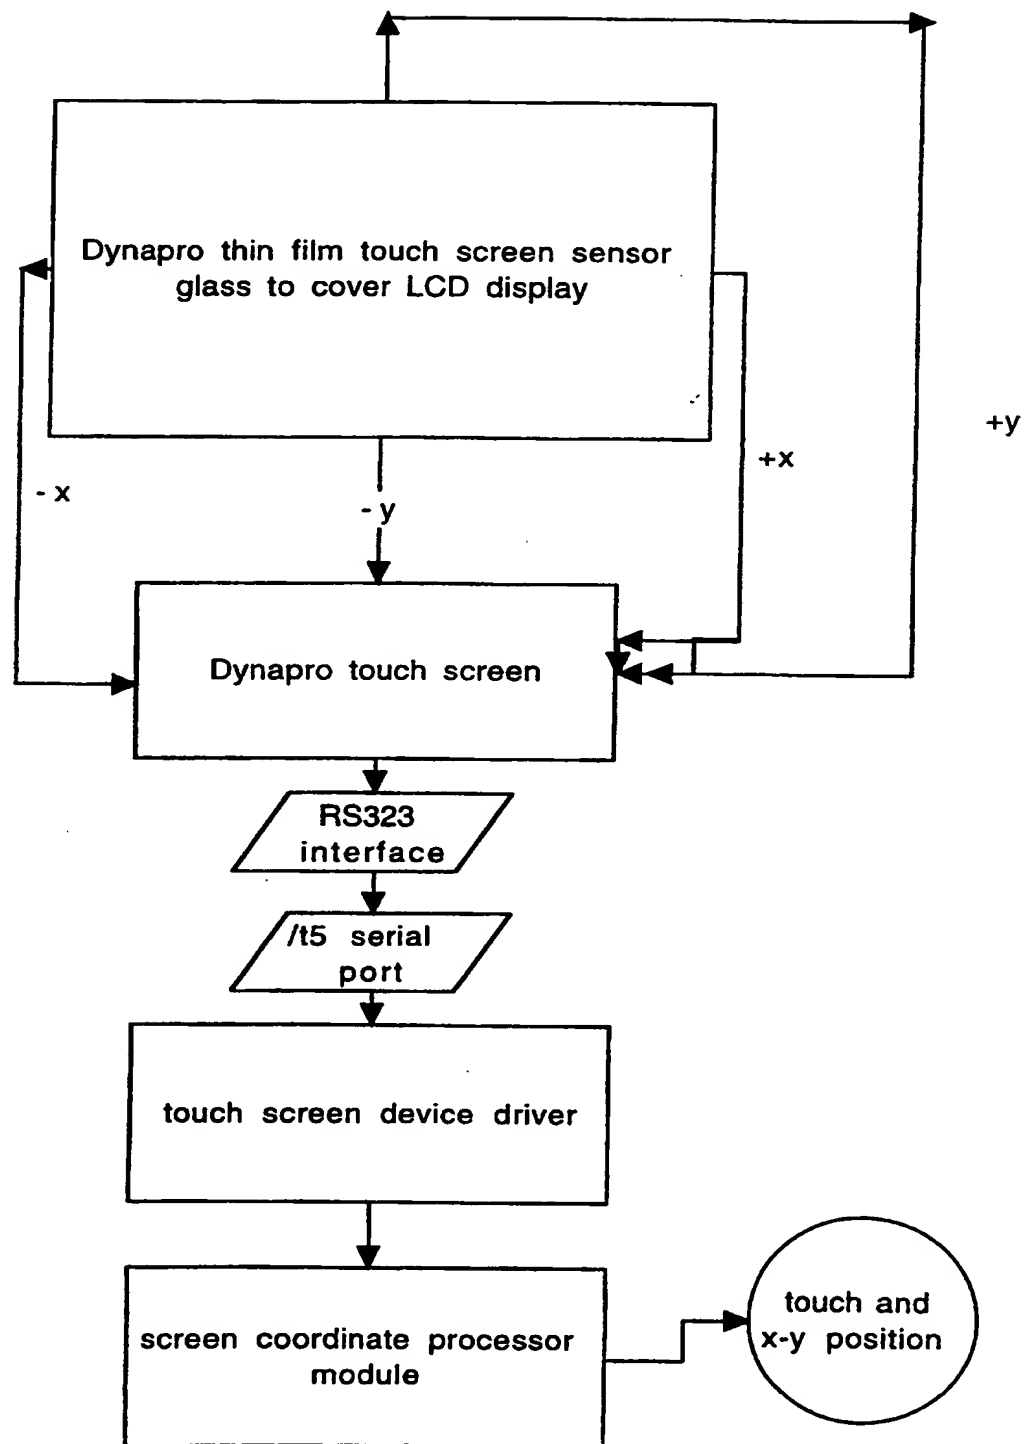 Dynapro thin film touch screen sensor
glass to cover LCD display
+y
+x
- x
- y
Dynapro touch screen
RS323
interface
/t5 serial
port
touch screen device driver
touch and
x-y position
screen coordinate processor
module